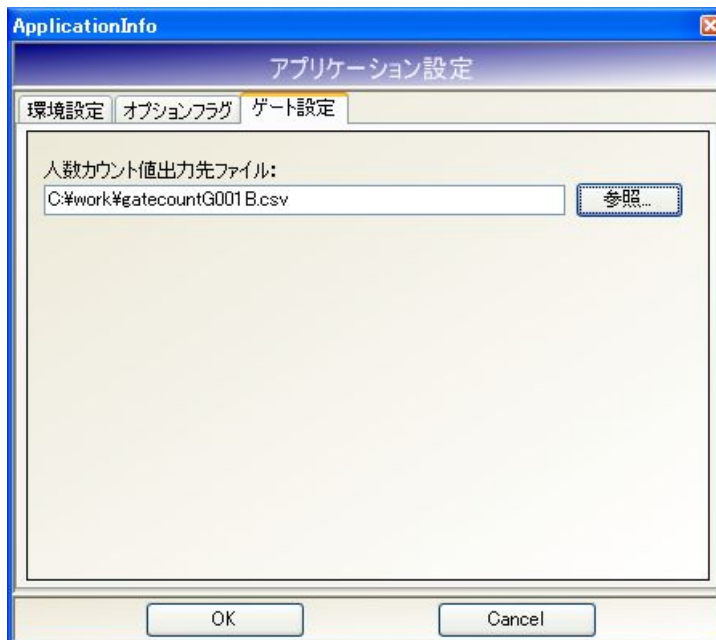 ApplicationInfo
アプリケーション設定
環境設定 オプションフラグ ゲート設定
人数カウント値出力先ファイル:
C:¥work¥gatecountG001B.csv 参照...
OK Cancel